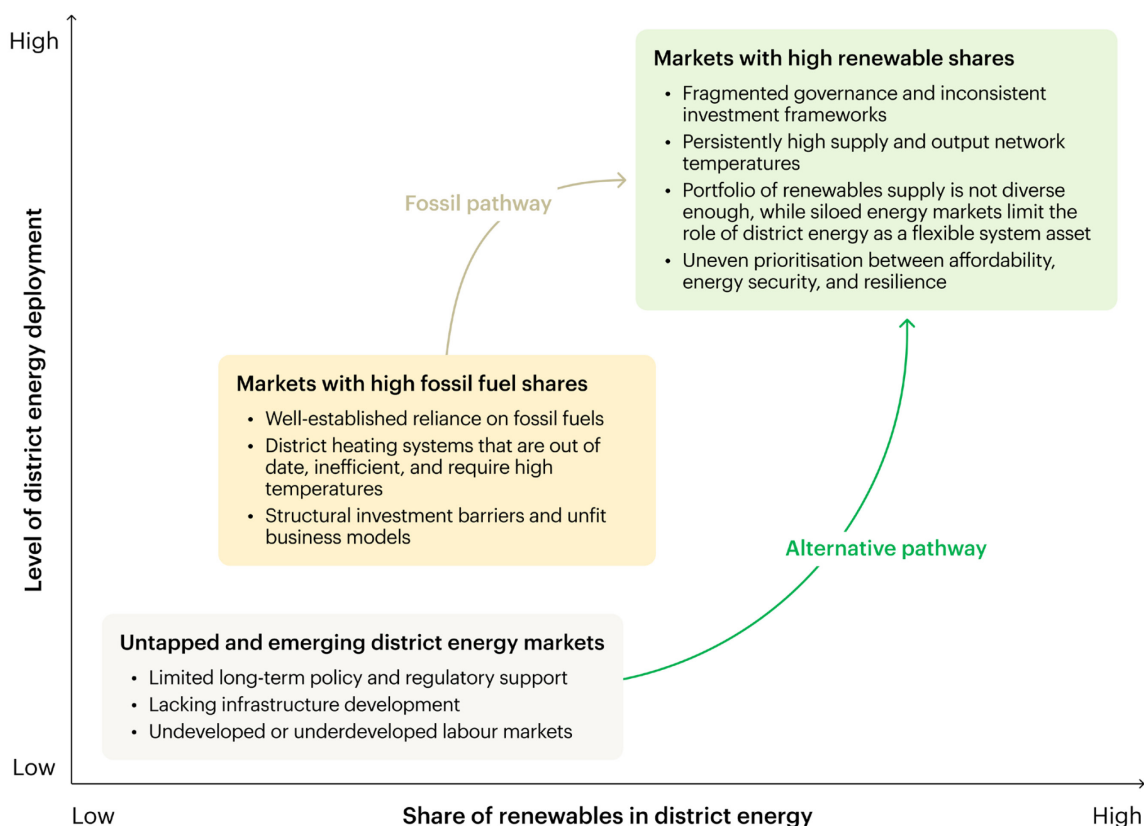 High
Markets with high renewable shares
• Fragmented governance and inconsistent
investment frameworks
• Persistently high supply and output network
temperatures
• Portfolio of renewables supply is not diverse
enough, while siloed energy markets limit the
role of district energy as a flexible system asset
• Uneven prioritisation between affordability,
energy security, and resilience
Fossil pathway
Level of district energy deployment
Markets with high fossil fuel shares
• Well-established reliance on fossil fuels
• District heating systems that are out of
date, inefficient, and require high
temperatures
• Structural investment barriers and unfit
business models
Alternative pathway
Untapped and emerging district energy markets
• Limited long-term policy and regulatory support
• Lacking infrastructure development
• Undeveloped or underdeveloped labour markets
Low
Low
Share of renewables in district energy
High